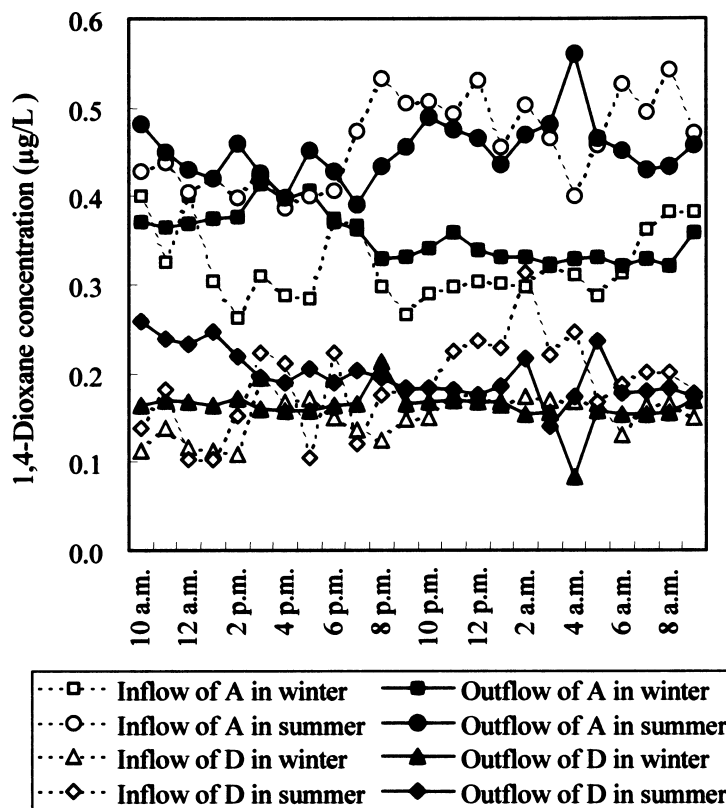 0.6
0.5
0.4
0.3
0.2
0.1
0.0
1,4-Dioxane concentration (µg/L)
10 a.m.
12 a.m.
2 p.m.
4 p.m.
6 p.m.
8 p.m.
10 p.m.
12 p.m.
2 a.m.
4 a.m.
6 a.m.
8 a.m.
Inflow of A in winter Outflow of A in winter
Inflow of A in summer Outflow of A in summer
Inflow of D in winter Outflow of D in winter
Inflow of D in summer Outflow of D in summer